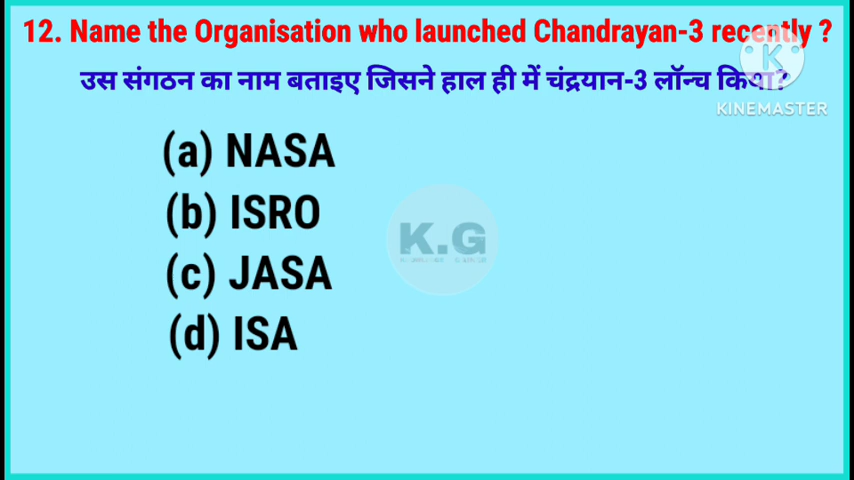 12. Name the Organisation who launched Chandrayan-3 recently ?
उस संगठन का नाम बताइए जिसने हाल ही में चंद्रयान-3 लॉन्च किया?
KINEMASTER
(a) NASA
(b) ISRO
K.G
(c) JASA
(d) ISA